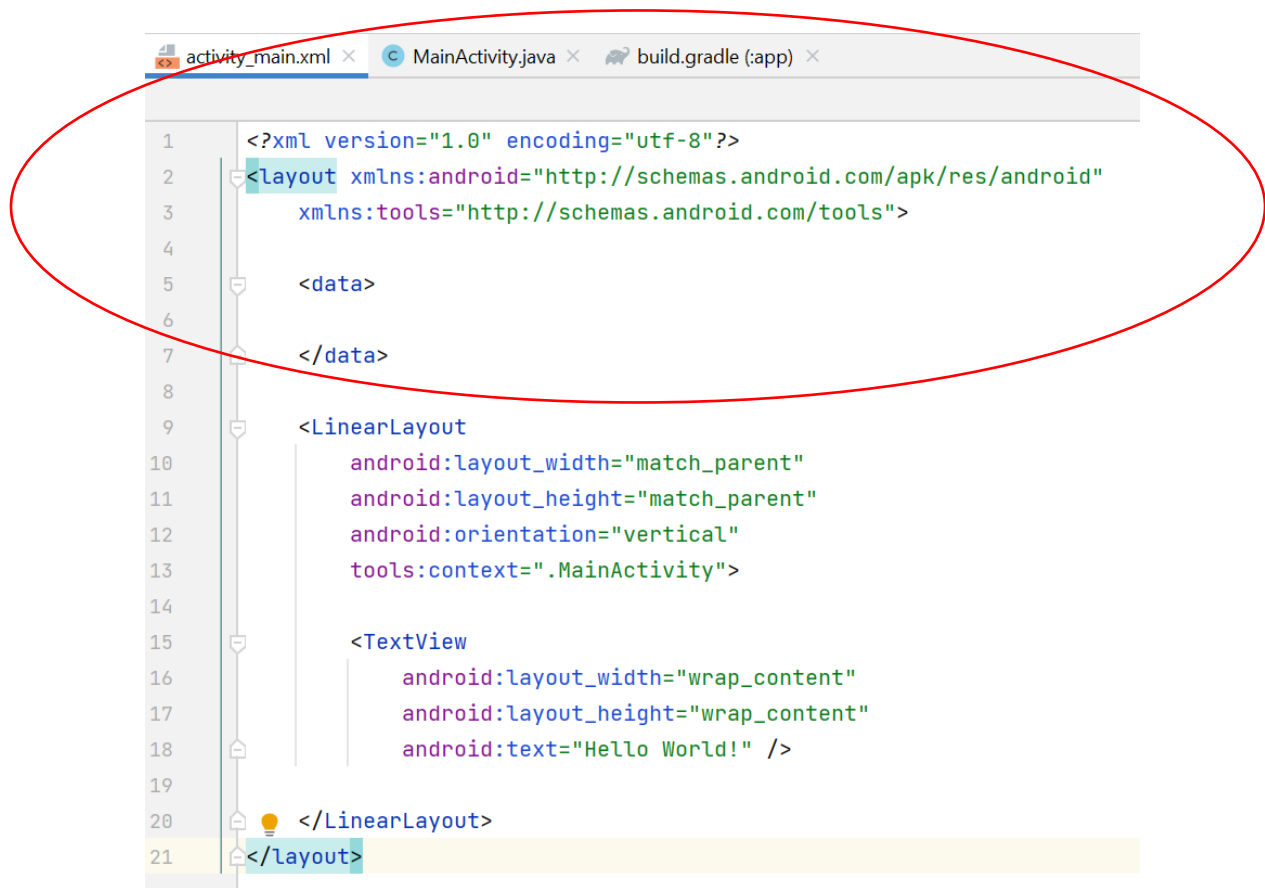 activity_main.xml MainActivity.java build.gradle (:app)
1 <?xml version="1.0" encoding="utf-8"?>
2 <layout xmlns:android="http://schemas.android.com/apk/res/android"
3     xmlns:tools="http://schemas.android.com/tools">
4
5     <data>
6
7     </data>
8
9     <LinearLayout
10         android:layout_width="match_parent"
11         android:layout_height="match_parent"
12         android:orientation="vertical"
13         tools:context=".MainActivity">
14
15         <TextView
16             android:layout_width="wrap_content"
17             android:layout_height="wrap_content"
18             android:text="Hello World!" />
19
20     </LinearLayout>
21 </layout>